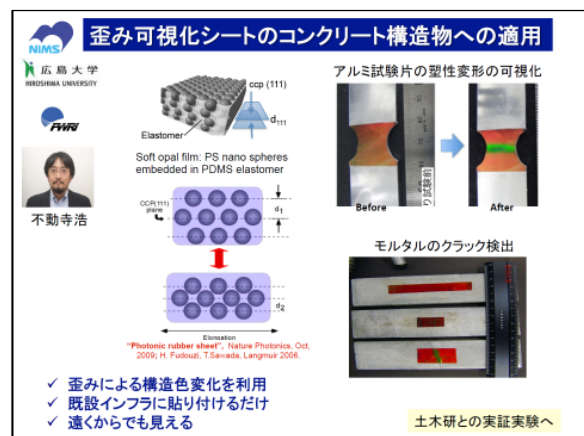 NIMS
歪み可視化シートのコンクリート構造物への適用
広島大学
HIROSHIMA UNIVERSITY
PWRI
不動寺浩
ccp (111)
d111
Elastomer
Soft opal film: PS nano spheres
embedded in PDMS elastomer
CCP(111)
plane
d1
d2
Elongation
"Photonic rubber sheet", Nature Photonics, Oct,
2009; H. Fudouzi, T.Sawada, Langmuir 2006.
アルミ試験片の塑性変形の可視化
Before
After
り試験前
モルタルのクラック検出
✓ 歪みによる構造色変化を利用
✓ 既設インフラに貼り付けるだけ
✓ 遠くからでも見える
土木研との実証実験へ